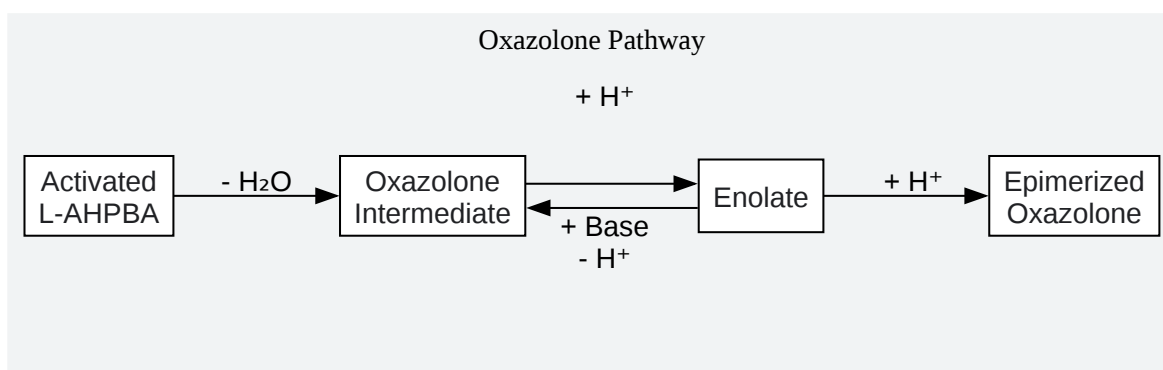 Oxazolone Pathway
+ H⁺
Activated
L-AHPBA
- H₂O
Oxazolone
Intermediate
+ Base
- H⁺
Enolate
+ H⁺
Epimerized
Oxazolone